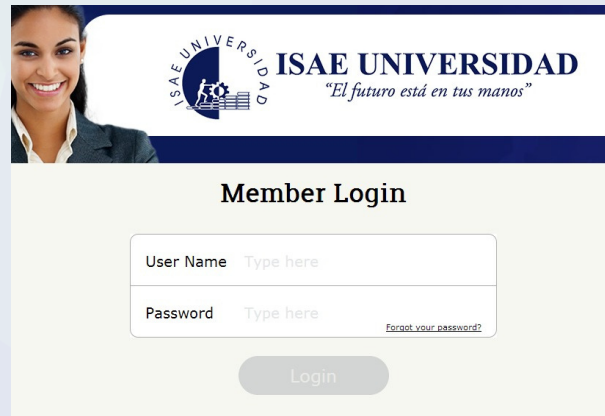 ISAE UNIVERSIDAD
ISAE UNIVERSIDAD
“El futuro está en tus manos”
Member Login
User Name Type here
Password Type here
Forgot your password?
Login